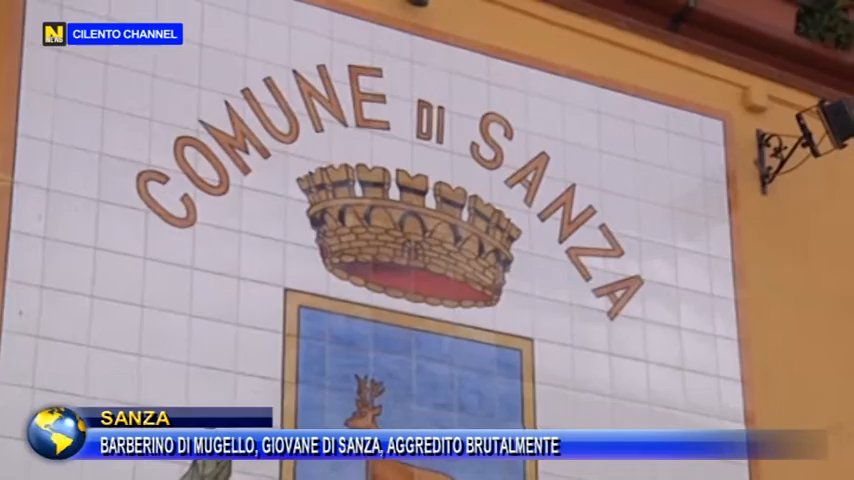 N
CILENTO CHANNEL
COMUNE DI SANZA
SANZA
BARBERINO DI MUGELLO, GIOVANE DI SANZA, AGGREDITO BRUTALMENTE